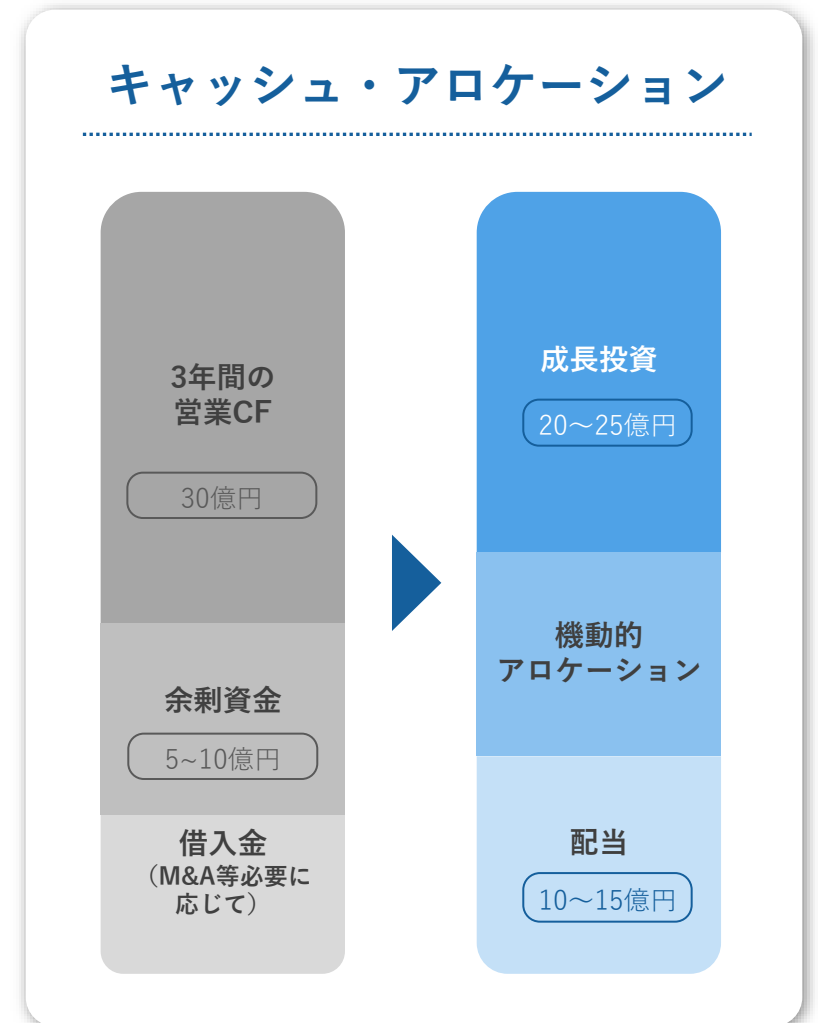 キャッシュ・アロケーション
3年間の
営業CF
30億円
余剰資金
5~10億円
借入金
（M&A等必要に
応じて）
成長投資
20～25億円
機動的
アロケーション
配当
10～15億円